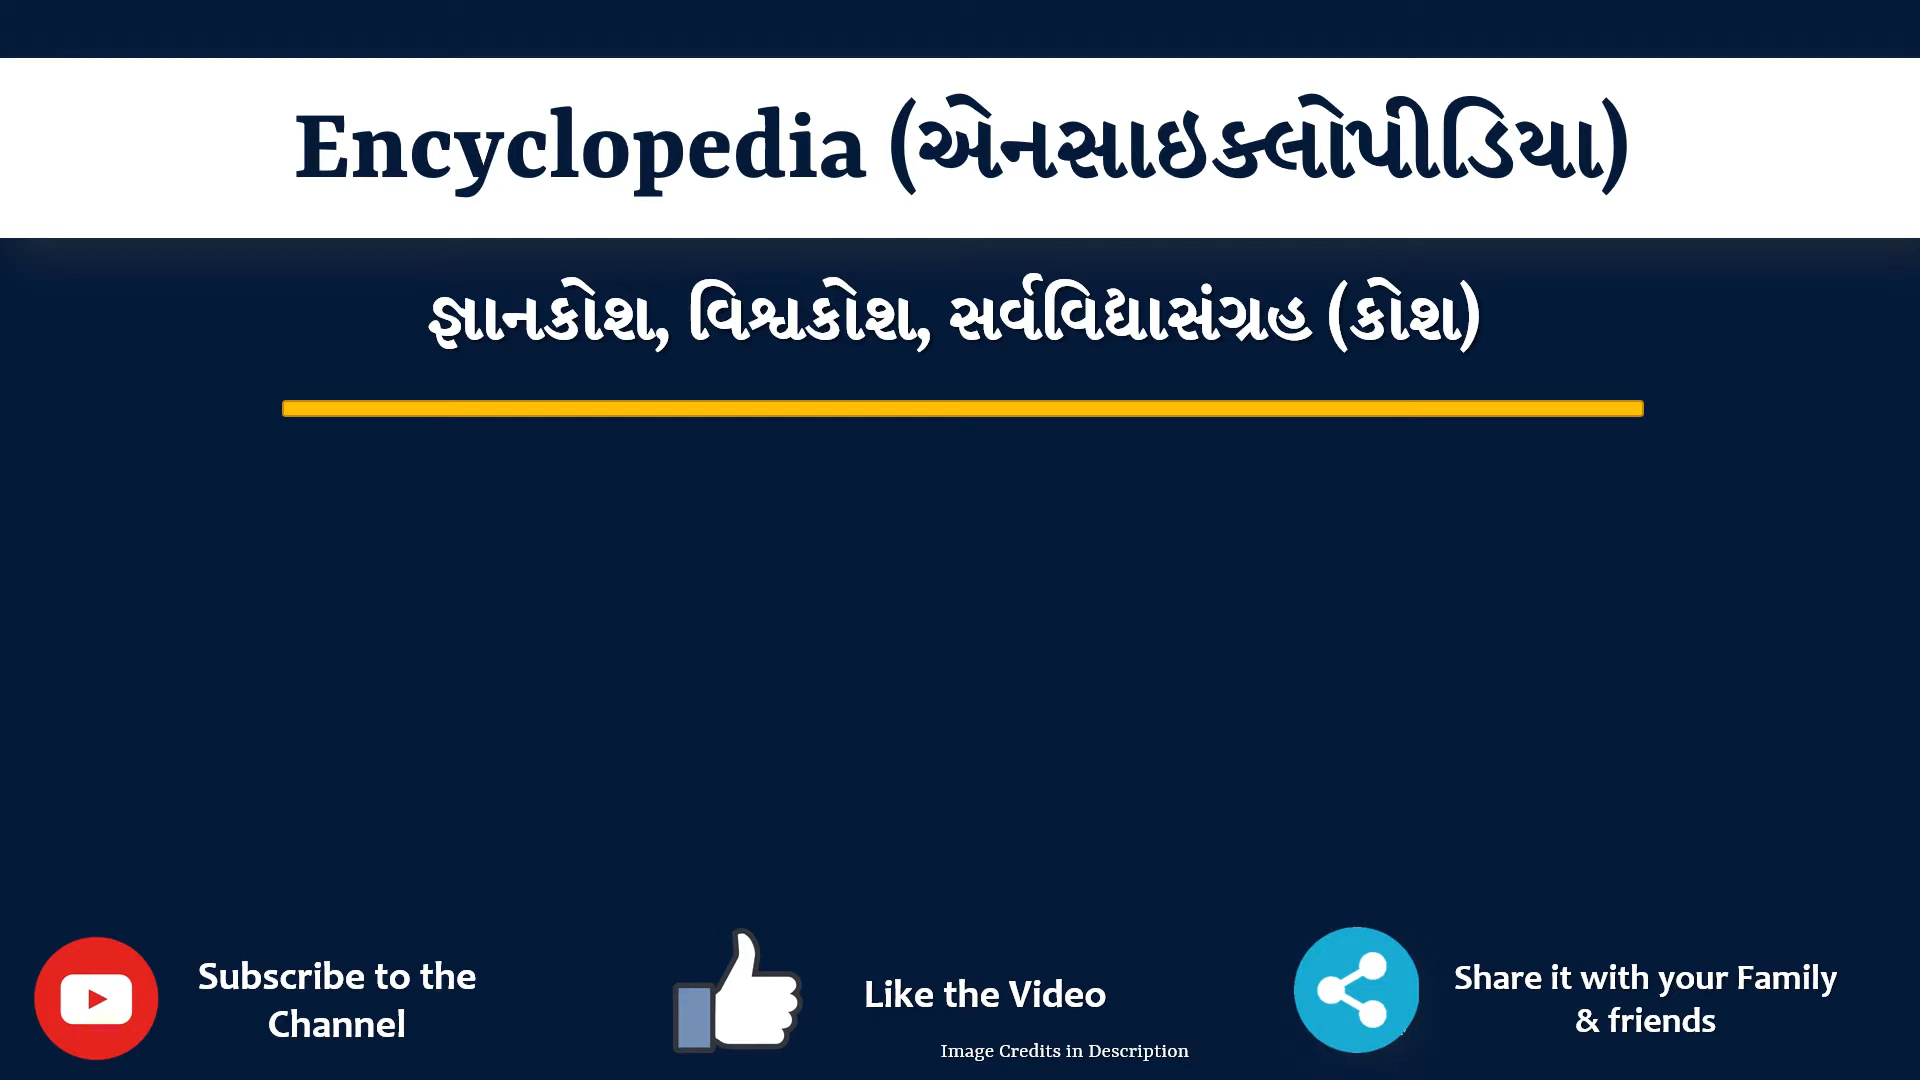 Encyclopedia (એનસાઇક્લોપીડિયા)
જ્ઞાનકોશ, વિશ્વકોશ, સર્વવિદ્યાસંગ્રહ (કોશ)
Subscribe to the
Channel
Like the Video
Share it with your Family
& friends
Image Credits in Description